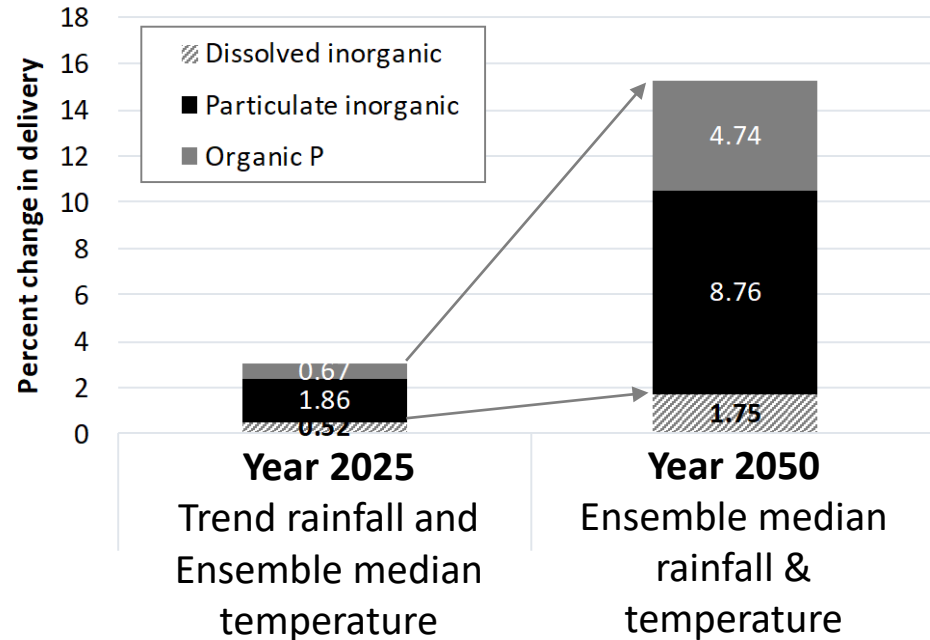 Percent change in delivery
18
16
14
12
10
8
6
4
2
0
Dissolved inorganic
Particulate inorganic
Organic P
0.67
1.86
0.52
4.74
8.76
1.75
Year 2025
Trend rainfall and
Ensemble median
temperature
Year 2050
Ensemble median
rainfall &
temperature